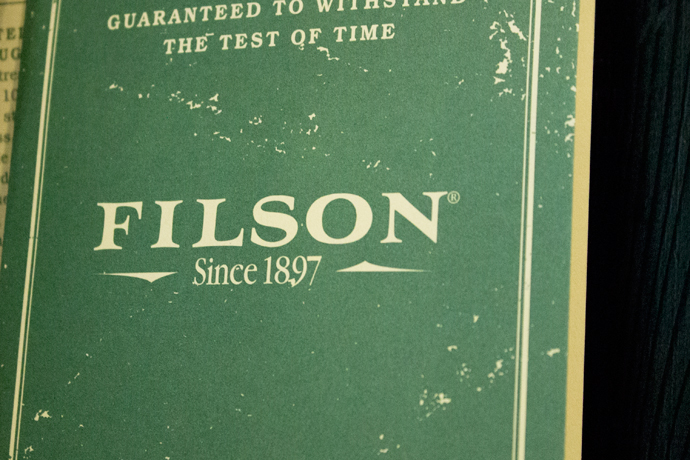 GUARANTEED TO WITHSTAND
THE TEST OF TIME
FILSON®
Since 1897